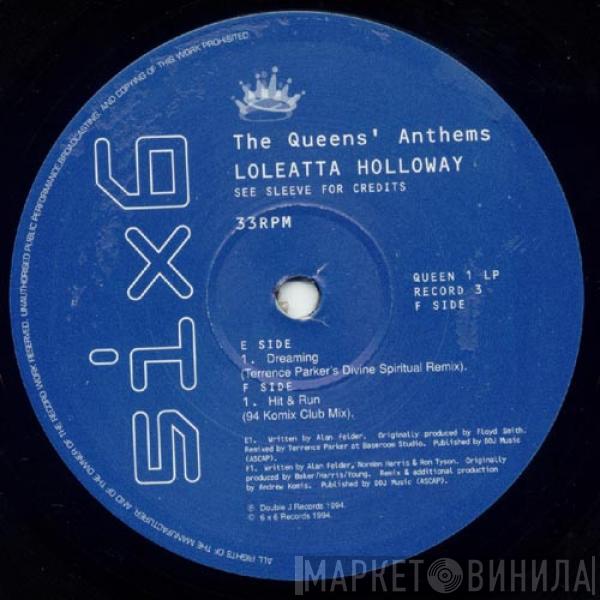 six6
The Queens' Anthems
LOLEATTA HOLLOWAY
SEE SLEEVE FOR CREDITS
33RPM
QUEEN 1 LP
RECORD 3
F SIDE
E SIDE
1. Dreaming
(Terrence Parker's Divine Spiritual Remix).
F SIDE
1. Hit & Run
(94 Komix Club Mix).
E1. Written by Alan Felder. Originally produced by Floyd Smith.
Remixed by Terrence Parker at Baseroom Studio. Published by DOJ Music
(ASCAP).
F1. Written by Alan Felder, Norman Harris & Ron Tyson. Originally
produced by Baker/Harris/Young. Remix & additional production
by Andrew Komis. Published by DOJ Music (ASCAP).
℗ Double J Records 1994.
© 6 x 6 Records 1994.
ALL RIGHTS OF THE MANUFACTURER, AND OF THE OWNER OF THE RECORD WORK RESERVED. UNAUTHORISED PUBLIC PERFORMANCE, BROADCASTING, AND COPYING OF THIS WORK PROHIBITED
МАРКЕТ ВИНИЛА